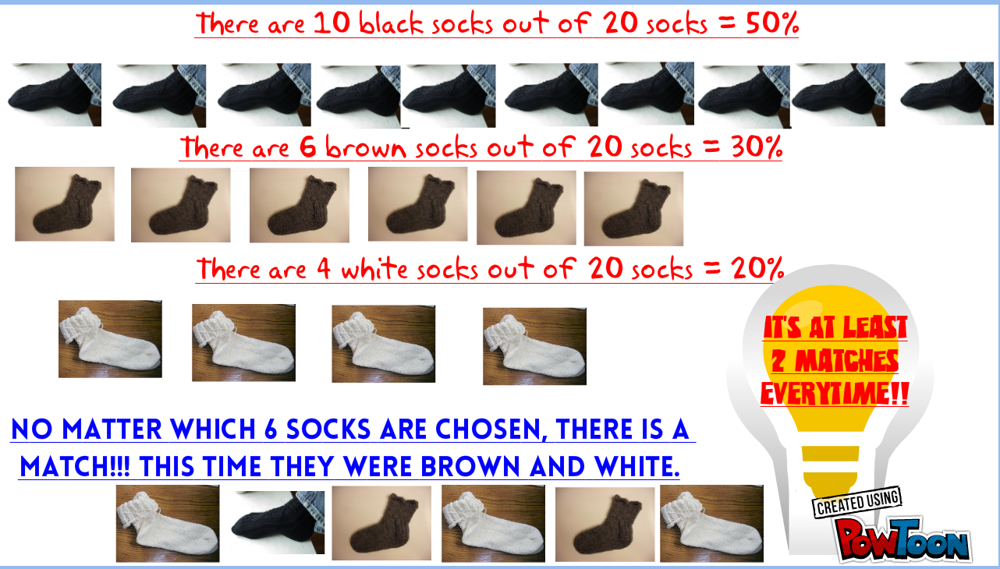 There are 10 black socks out of 20 socks = 50%
There are 6 brown socks out of 20 socks = 30%
There are 4 white socks out of 20 socks = 20%
IT'S AT LEAST
2 MATCHES
EVERYTIME!!
NO MATTER WHICH 6 SOCKS ARE CHOSEN, THERE IS A
MATCH!!! THIS TIME THEY WERE BROWN AND WHITE.
CREATED USING
POWTOON